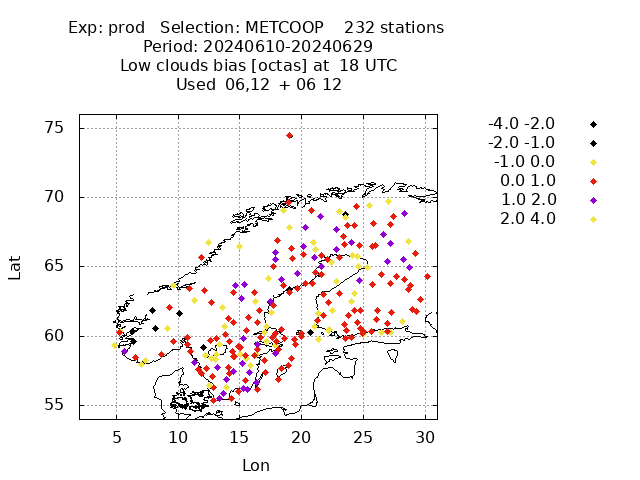 Exp: prod   Selection: METCOOP    232 stations
Period: 20240610-20240629
Low clouds bias [octas] at  18 UTC
Used  06,12  + 06 12
75
70
65
60
55
5 10 15 20 25 30
Lat
Lon
-4.0 -2.0
-2.0 -1.0
-1.0 0.0
0.0 1.0
1.0 2.0
2.0 4.0